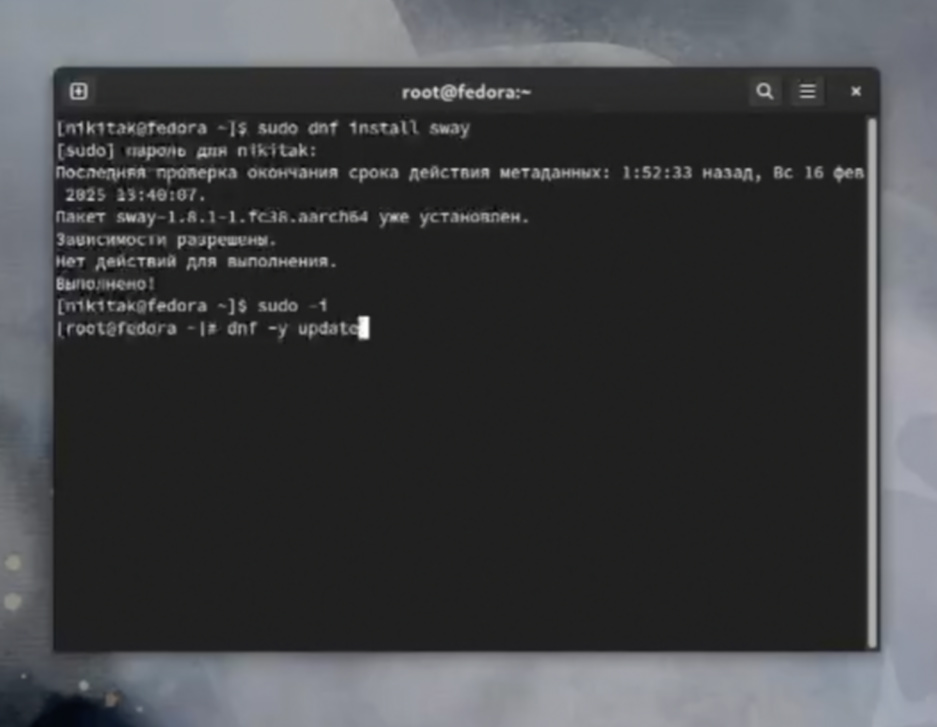 root@fedora:~
[nikitak@fedora ~]$ sudo dnf install sway
[sudo] пароль для nikitak:
Последняя проверка окончания срока действия метаданных: 1:52:33 назад, Вс 16 фев
2025 13:40:07.
Пакет sway-1.8.1-1.fc38.aarch64 уже установлен.
Зависимости разрешены.
Нет действий для выполнения.
Выполнено!
[nikitak@fedora ~]$ sudo -i
[root@fedora ~]# dnf -y update